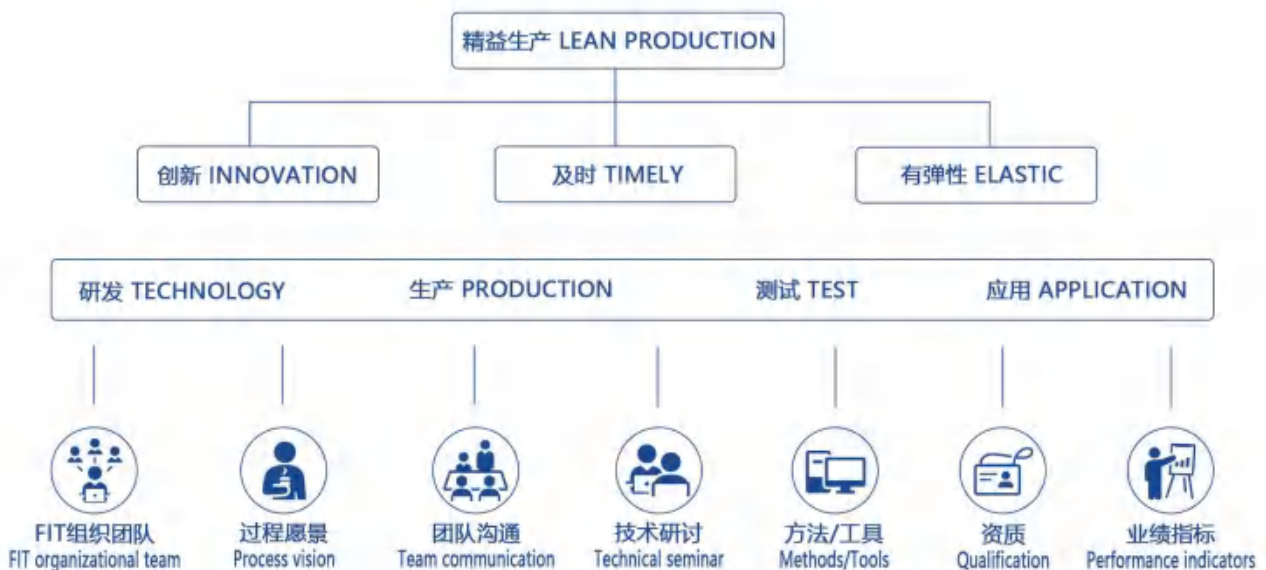 精益生产 LEAN PRODUCTION
创新 INNOVATION
及时 TIMELY
有弹性 ELASTIC
研发 TECHNOLOGY
生产 PRODUCTION
测试 TEST
应用 APPLICATION
FIT组织团队
FIT organizational team
过程愿景
Process vision
团队沟通
Team communication
技术研讨
Technical seminar
方法/工具
Methods/Tools
资质
Qualification
业绩指标
Performance indicators